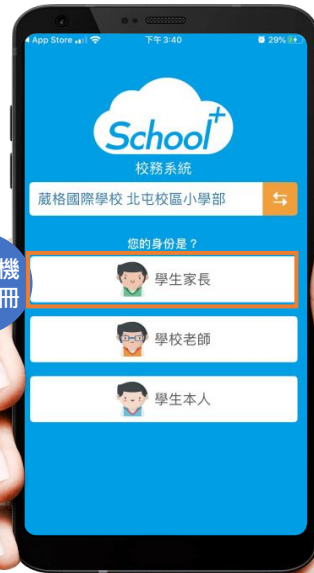 App Store
下午3:40
29%
School+
校務系統
葳格國際學校 北屯校區小學部
您的身份是？
機
冊
學生家長
學校老師
學生本人